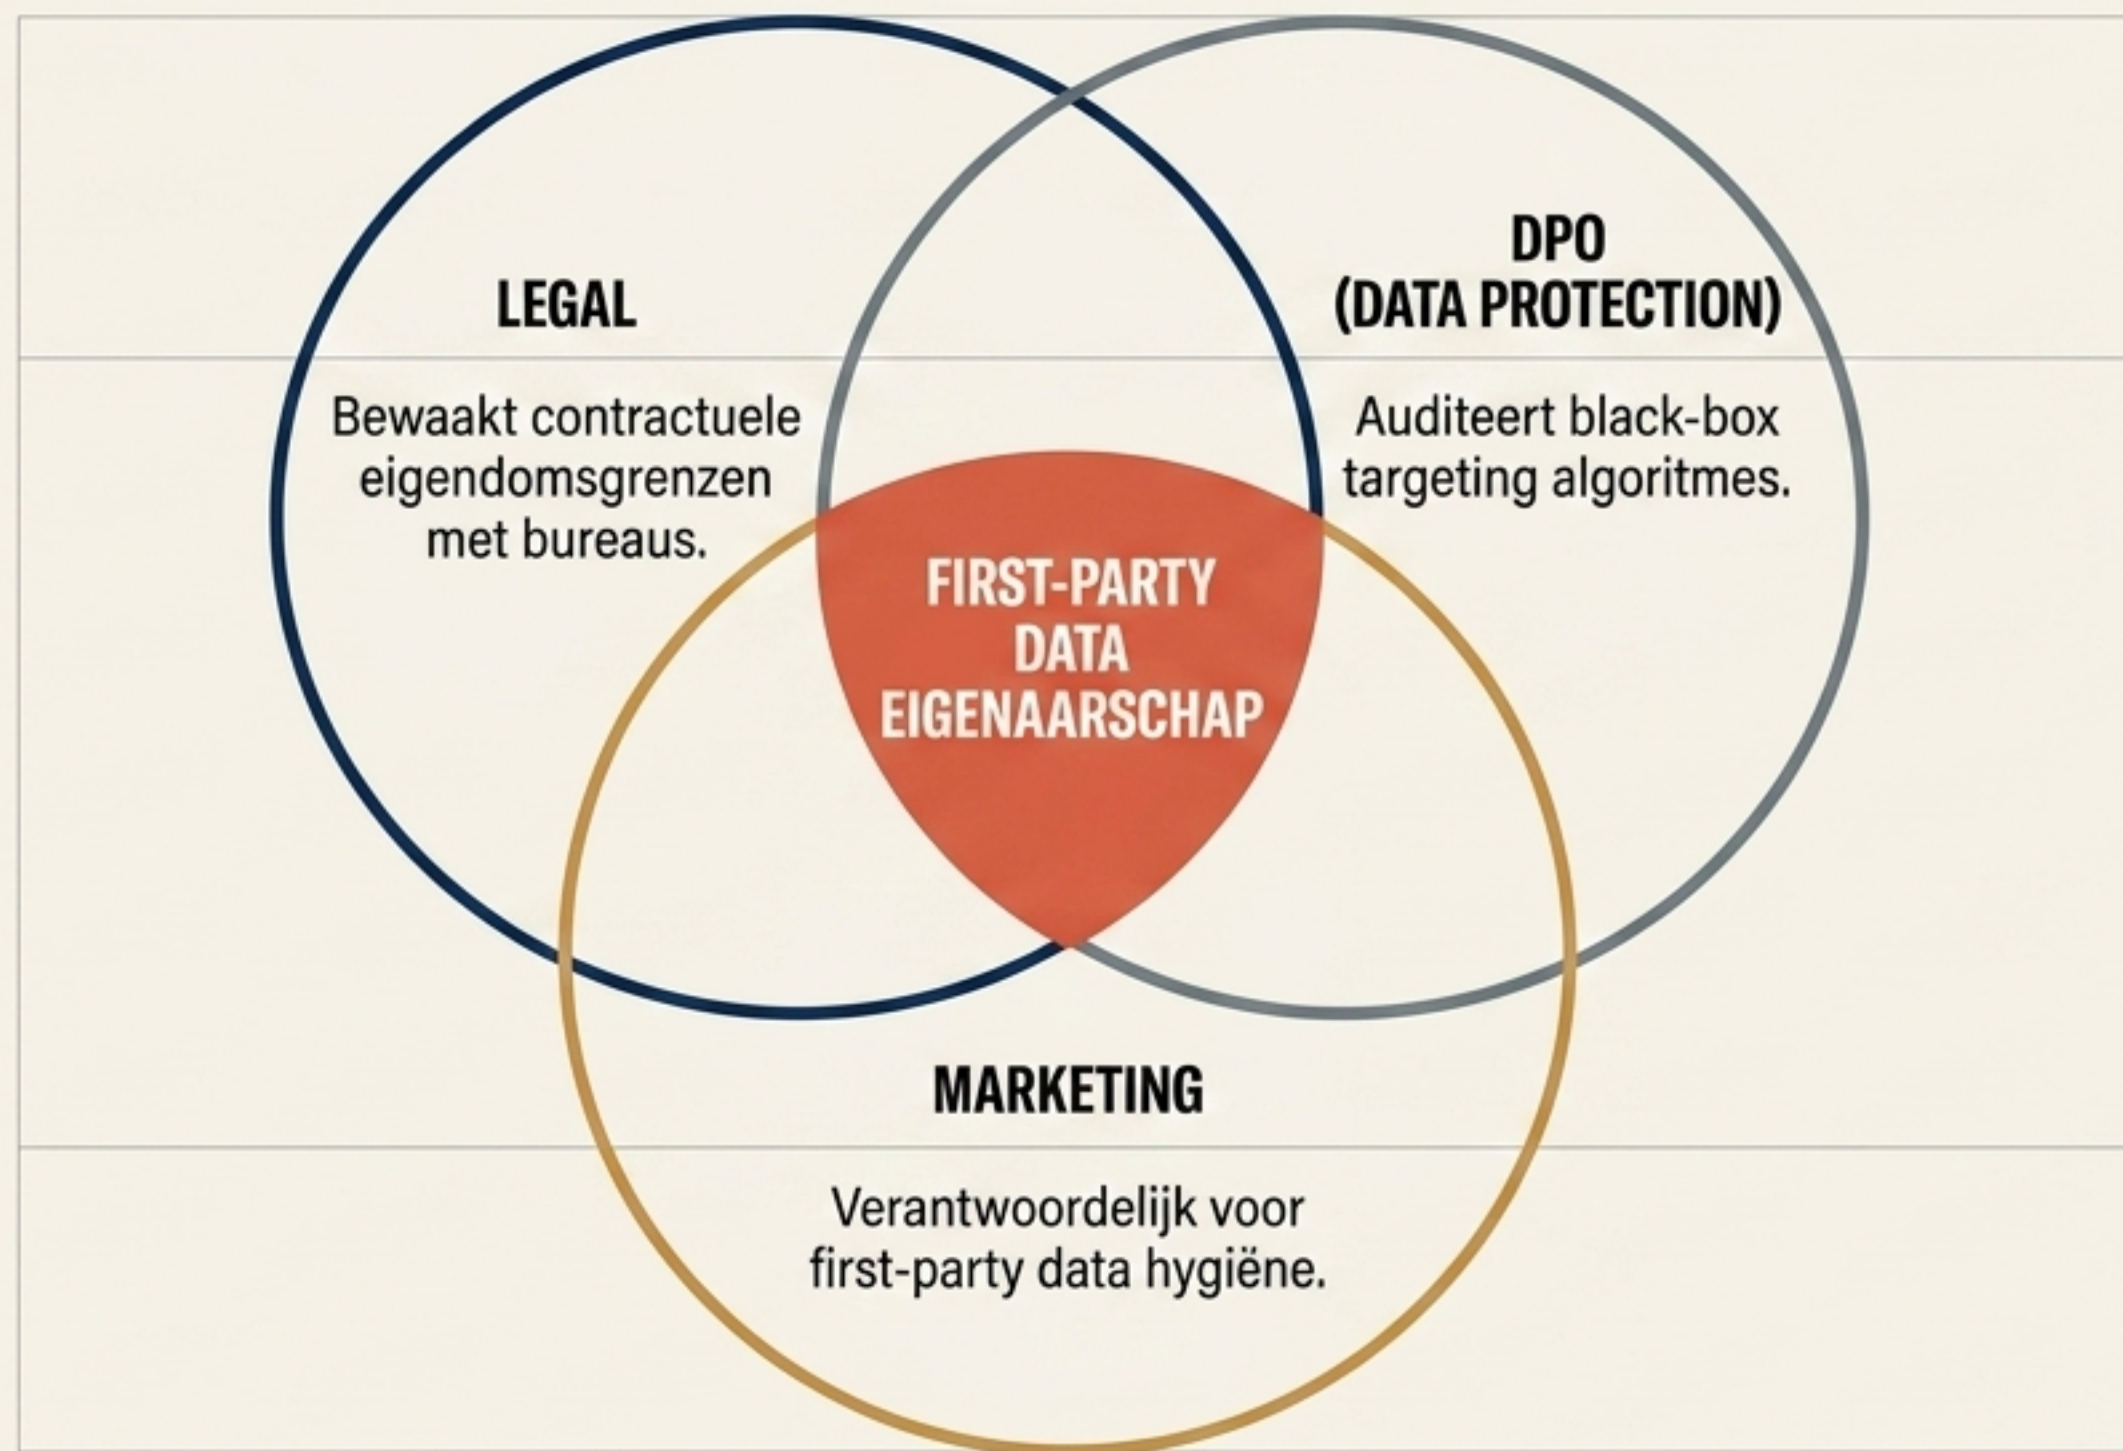 LEGAL
Bewaakt contractuele
eigendomsgrenzen
met bureaus.
DPO
(DATA PROTECTION)
Auditeert black-box
targeting algoritmes.
FIRST-PARTY
DATA
EIGENAARSCHAP
MARKETING
Verantwoordelijk voor
first-party data hygiëne.